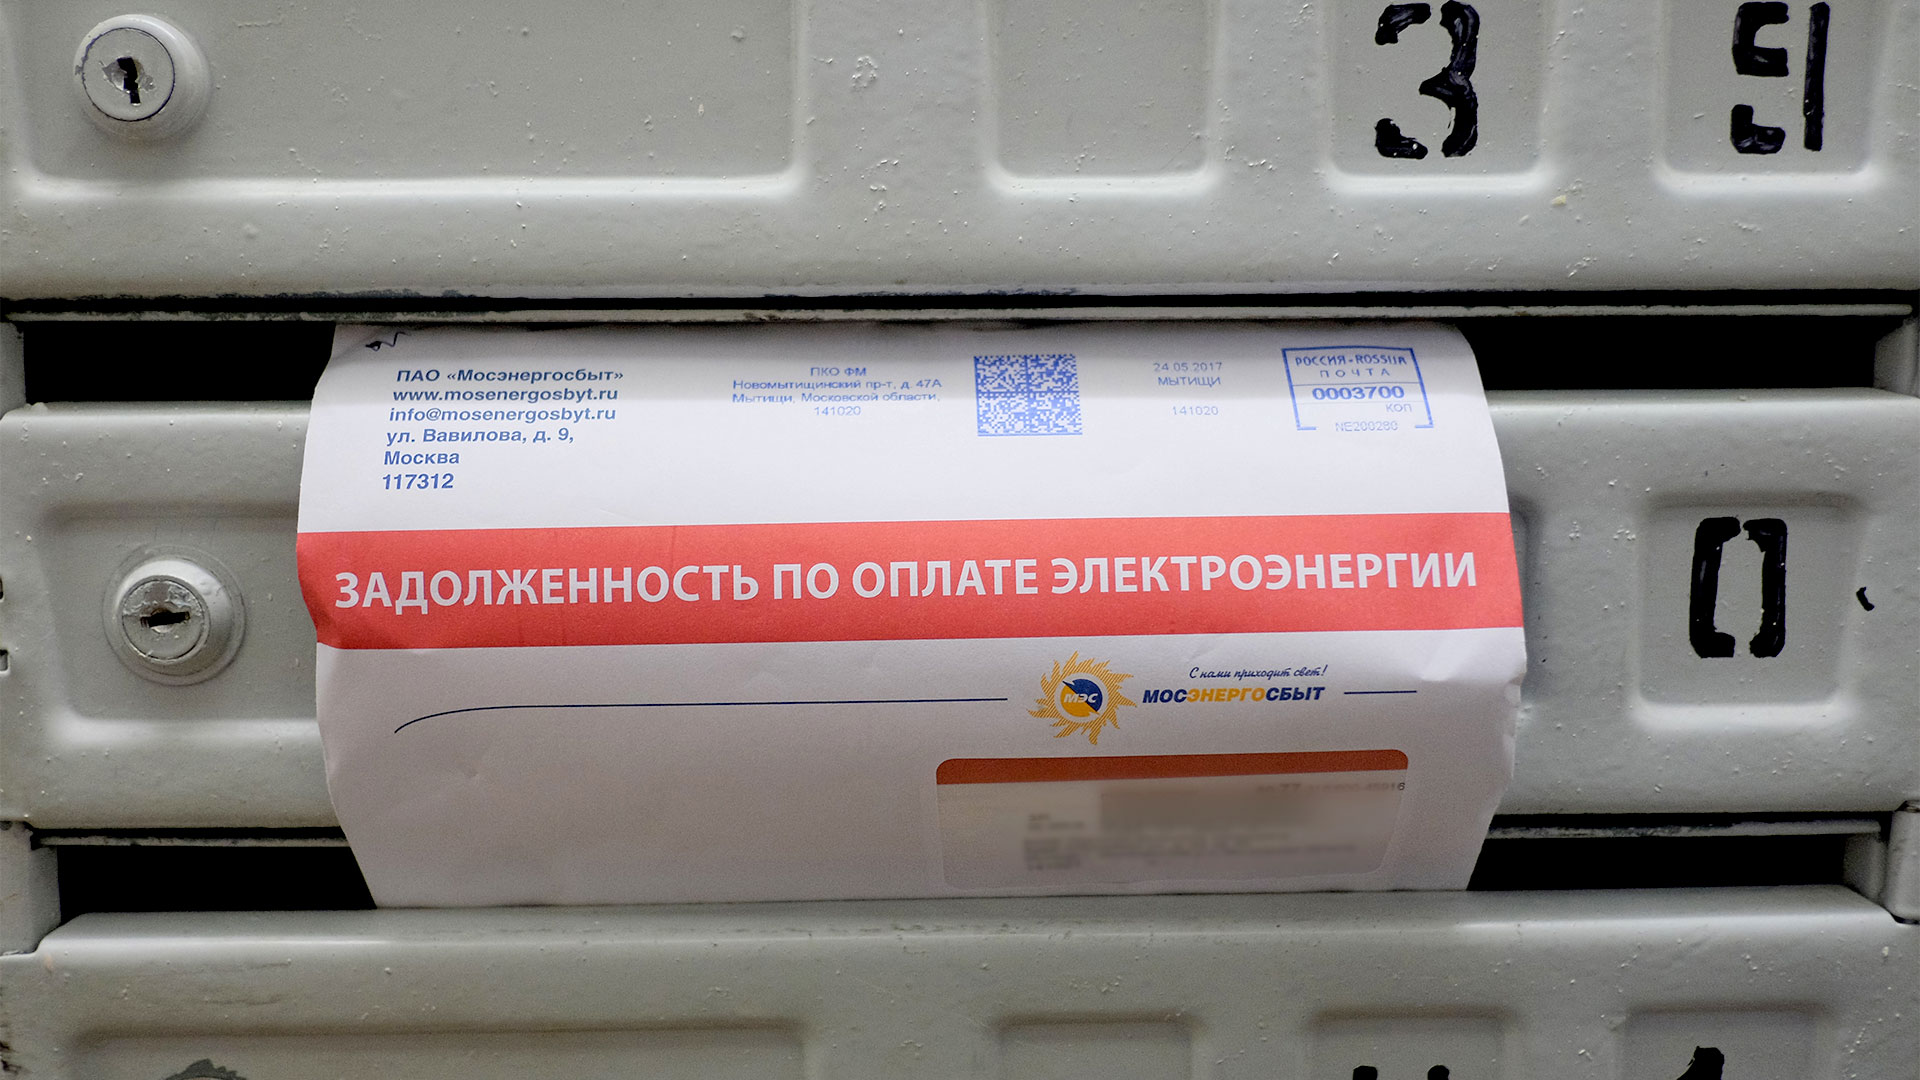 39
ПАО «Мосэнергосбыт»
www.mosenergosbyt.ru
info@mosenergosbyt.ru
ул. Вавилова, д. 9,
Москва
117312
ПКО ФМ
Новомытищинский пр-т, д. 47А
Мытищи, Московской области,
141020
24.05.2017
МЫТИЩИ
141020
РОССИЯ-ROSSIIA
ПОЧТА
0003700
КОП
NE200280
ЗАДОЛЖЕННОСТЬ ПО ОПЛАТЕ ЭЛЕКТРОЭНЕРГИИ
МЭС
С нами приходит свет!
МОСЭНЕРГОСБЫТ
0